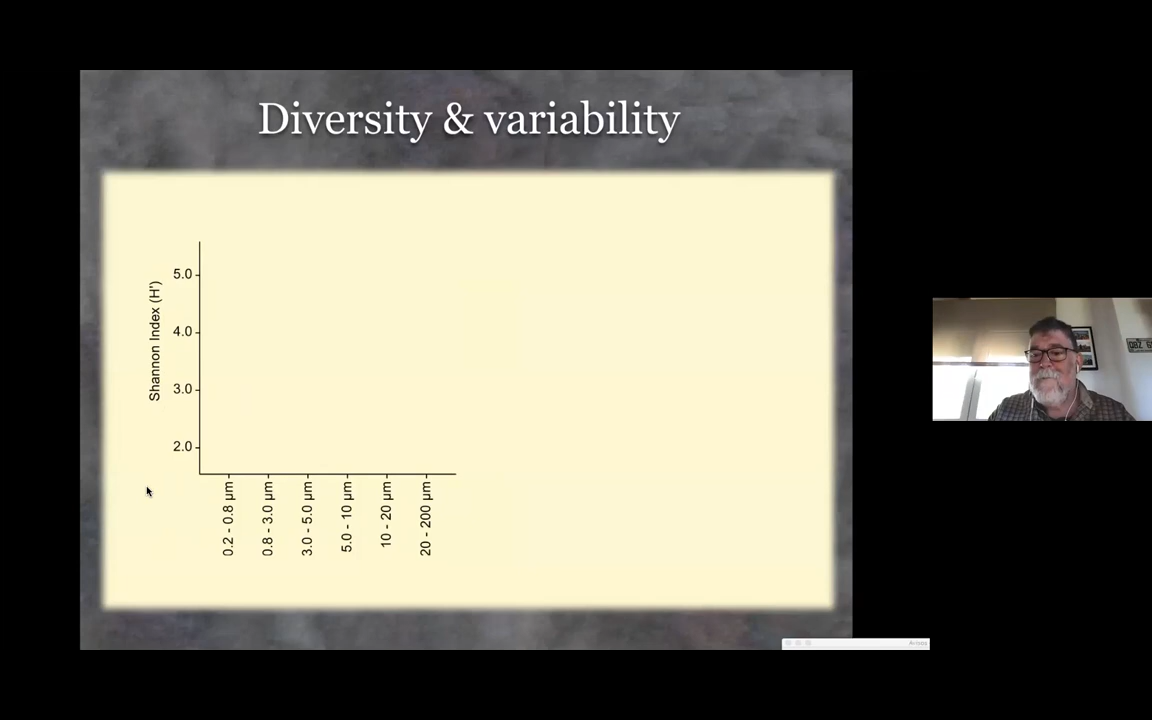 Diversity & variability
Shannon Index (H')
5.0
4.0
3.0
2.0
0.2 - 0.8 µm
0.8 - 3.0 µm
3.0 - 5.0 µm
5.0 - 10 µm
10 - 20 µm
20 - 200 µm